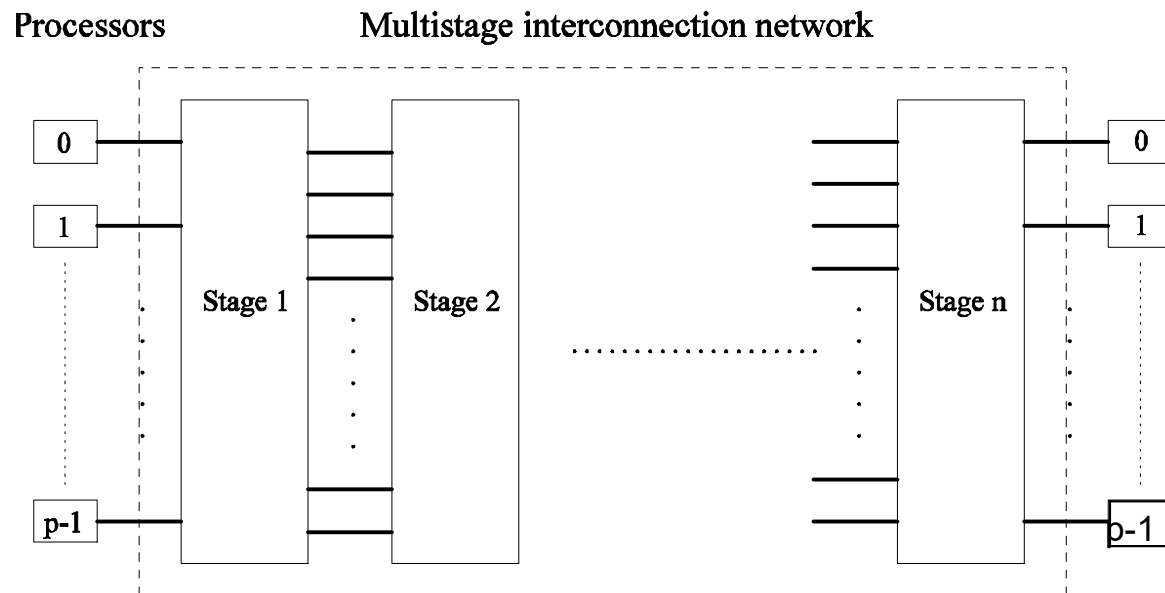 Processors Multistage interconnection network
0 0
1 1
Stage 1 Stage 2 Stage n
p-1 p-1